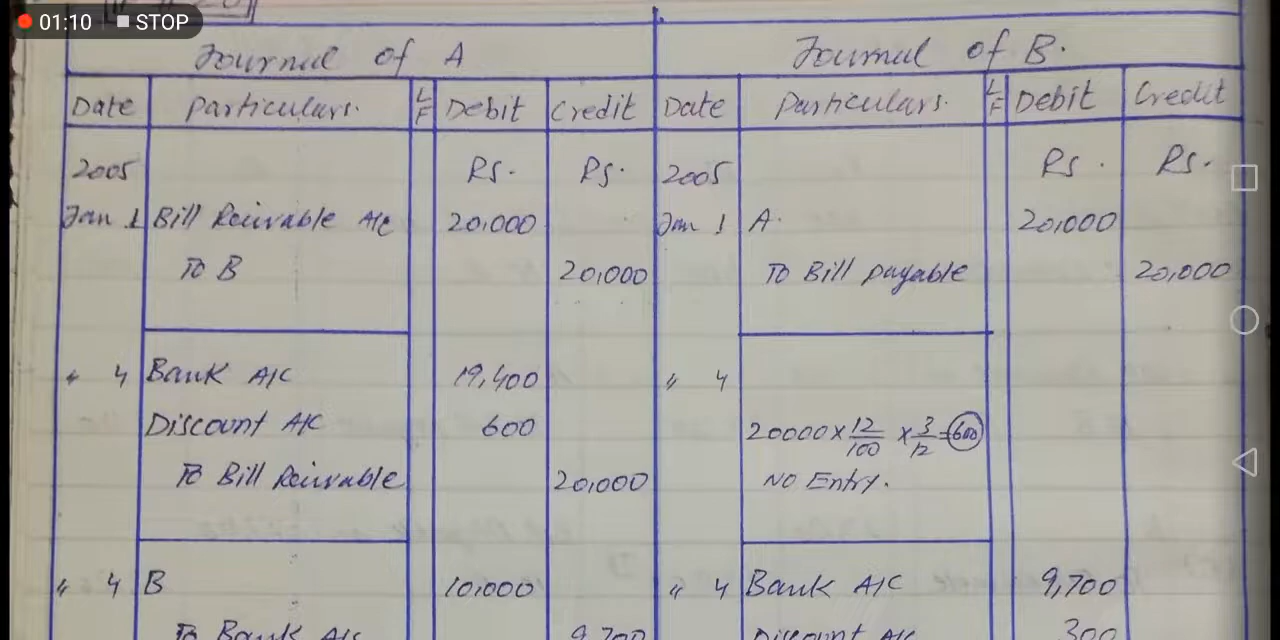 01:10 STOP
Journal of A
Journal of B.
Date Particulars. L F Debit Credit Date Particulars. L F Debit Credit
2005 Rs. Rs. 2005 Rs. Rs.
Jan 1 Bill Receivable A/c 20,000 Jan 1 A. 20,000
To B 20,000 To Bill payable 20,000
" 4 Bank A/C 19,400 " 4
Discount A/C 600 20000 × 12/100 × 3/12 = 600
To Bill Receivable 20,000 No Entry.
" 4 B 10,000 " 4 Bank A/C 9,700
To Bank A/c 9,700 Discount A/c 300